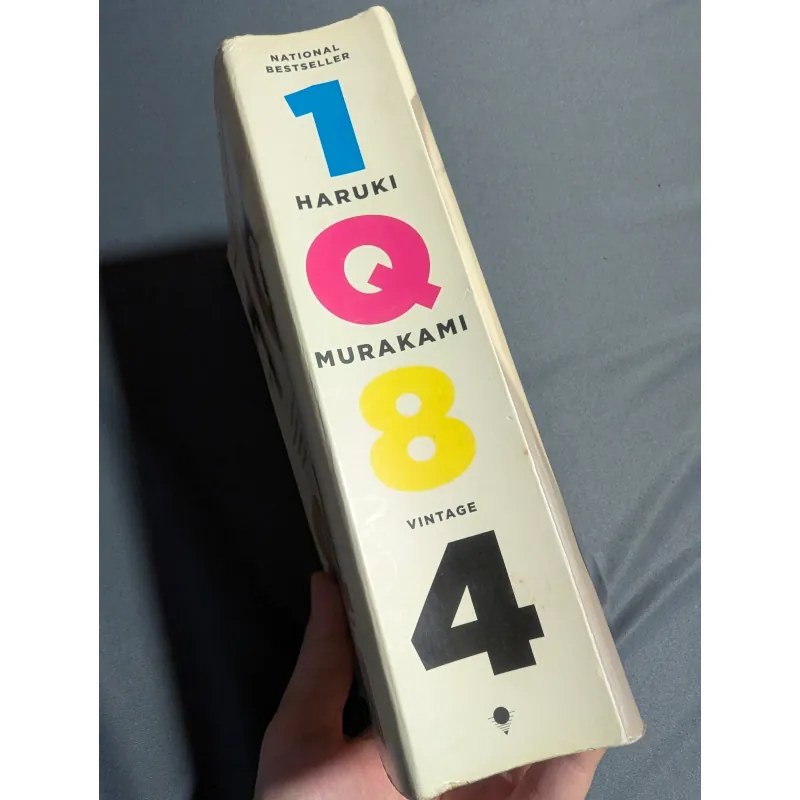 NATIONAL
BESTSELLER
1
HARUKI
Q
MURAKAMI
8
VINTAGE
4